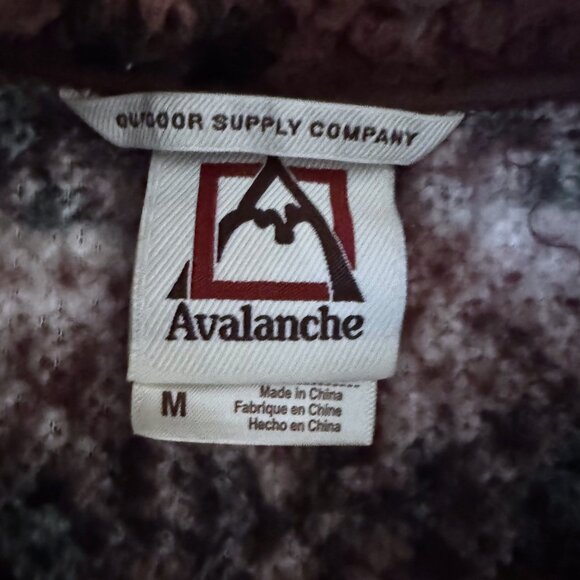 OUTDOOR SUPPLY COMPANY
Avalanche
M
Made in China
Fabrique en Chine
Hecho en China